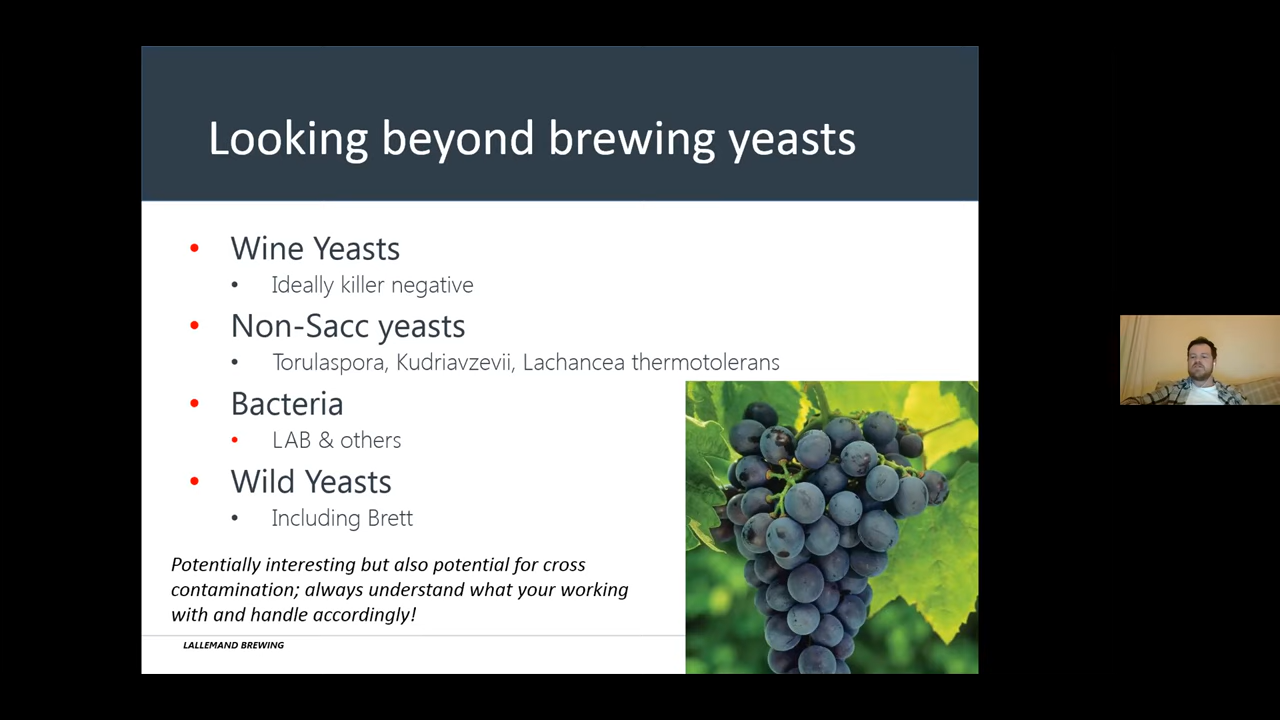 Looking beyond brewing yeasts
• Wine Yeasts
• Ideally killer negative
• Non-Sacc yeasts
• Torulaspora, Kudriavzevii, Lachancea thermotolerans
• Bacteria
• LAB & others
• Wild Yeasts
• Including Brett
Potentially interesting but also potential for cross
contamination; always understand what your working
with and handle accordingly!
LALLEMAND BREWING